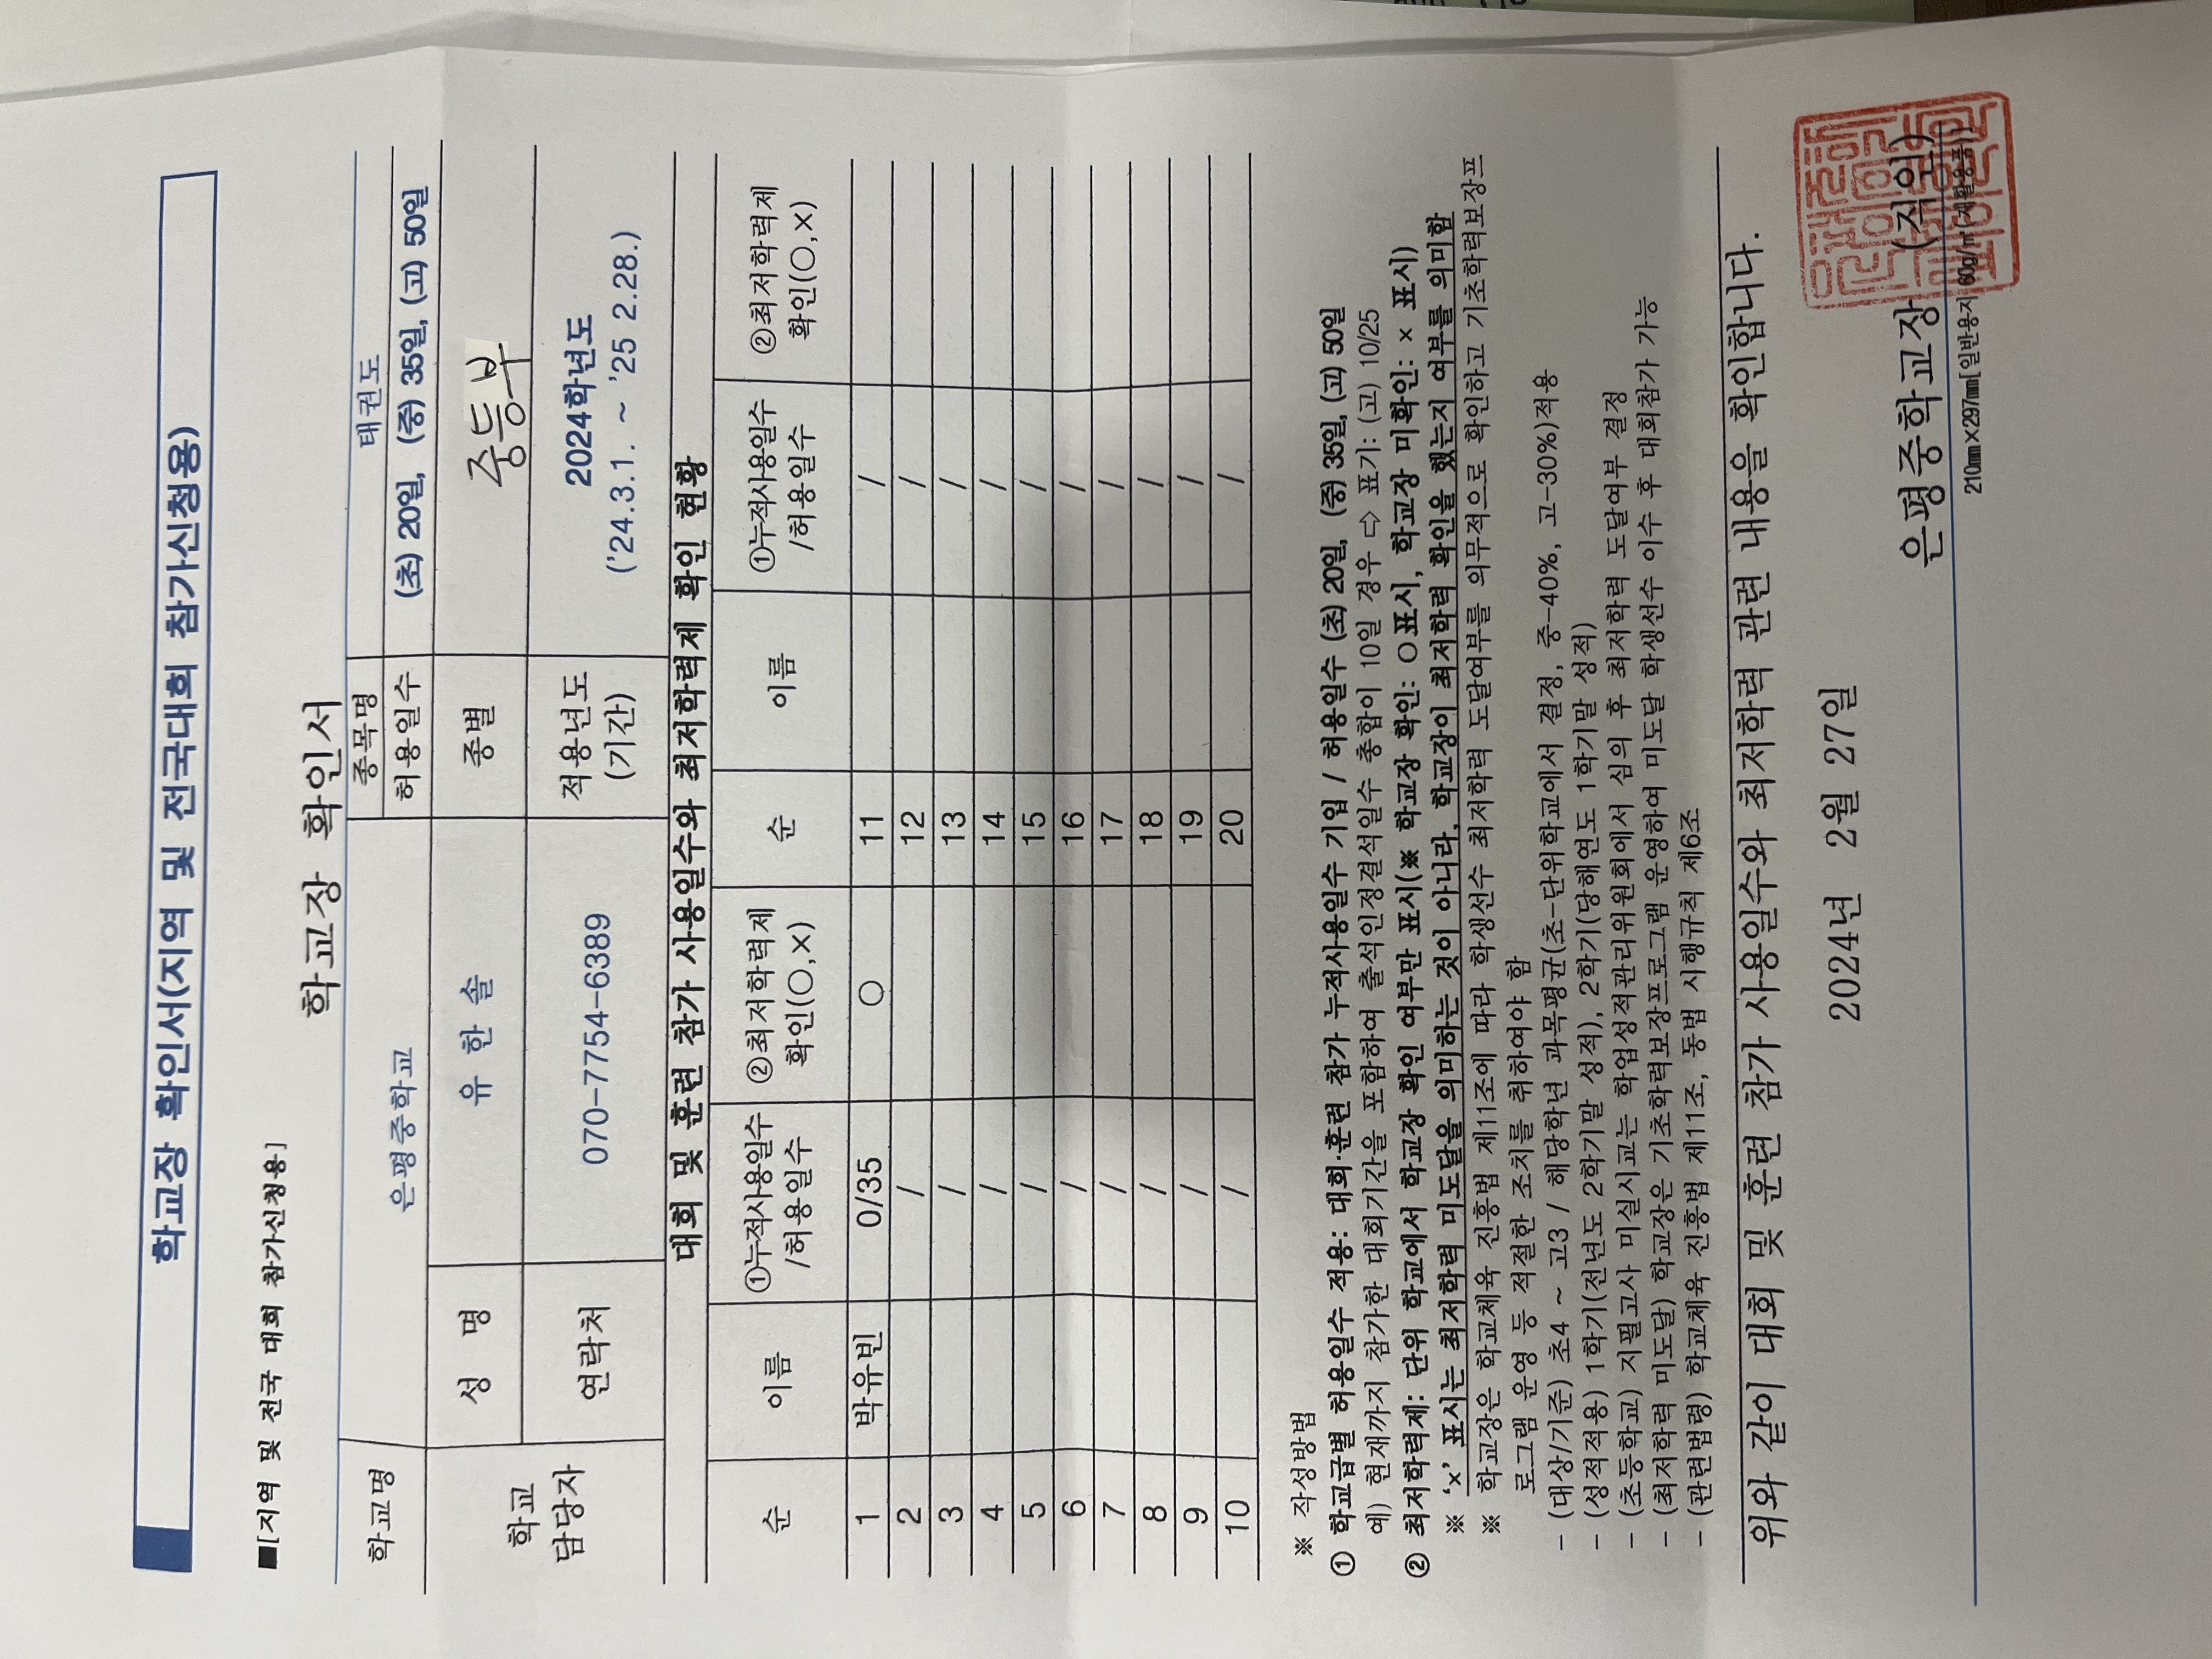 학교장 확인서(지역 및 전국대회 참가신청용)
■[지역 및 전국 대회 참가신청용]
학교장 확인서
학교명 은평중학교 종목명 태권도
허용일수 (초) 20일, (중) 35일, (고) 50일
학교 담당자 성 명 유 한 솔 종별 중등부
연락처 070-7754-6389 적용년도 (기간) 2024학년도 ('24.3.1. ~ '25 2.28.)
대회 및 훈련 참가 사용일수와 최저학력제 확인 현황
순 이름 ①누적사용일수 /허용일수 ②최저학력제 확인(○,×) 순 이름 ①누적사용일수 /허용일수 ②최저학력제 확인(○,×)
1 박유빈 0/35 ○ 11 /
2 / 12 /
3 / 13 /
4 / 14 /
5 / 15 /
6 / 16 /
7 / 17 /
8 / 18 /
9 / 19 /
10 / 20 /
※ 작성방법
① 학교급별 허용일수 적용: 대회·훈련 참가 누적사용일수 기입 / 허용일수 (초) 20일, (중) 35일, (고) 50일
예) 현재까지 참가한 대회기간을 포함하여 출석인정결석일수 총합이 10일 경우 ⇨ 표기: (고) 10/25
② 최저학력제: 단위 학교에서 학교장 확인 여부만 표시(※ 학교장 확인: ○표시, 학교장 미확인: × 표시)
※ '×' 표시는 최저학력 미도달을 의미하는 것이 아니라, 학교장이 최저학력 확인을 했는지 여부를 의미함
※ 학교장은 학교체육 진흥법 제11조에 따라 학생선수 최저학력 도달여부를 의무적으로 확인하고 기초학력보장프
로그램 운영 등 적절한 조치를 취하여야 함
- (대상/기준) 초4 ~ 고3 / 해당학년 과목평균(초-단위학교에서 결정, 중-40%, 고-30%)적용
- (성적적용) 1학기(전년도 2학기말 성적), 2학기(당해연도 1학기말 성적)
- (초등학교) 지필고사 미실시교는 학업성적관리위원회에서 심의 후 최저학력 도달여부 결정
- (최저학력 미도달) 학교장은 기초학력보장프로그램 운영하여 미도달 학생선수 이수 후 대회참가 가능
- (관련법령) 학교체육 진흥법 제11조, 동법 시행규칙 제6조
위와 같이 대회 및 훈련 참가 사용일수와 최저학력 관련 내용을 확인합니다.
2024년 2월 27일
은평중학교장 (직인)
210mm×297mm[일반용지 60g/㎡(재활용품)]